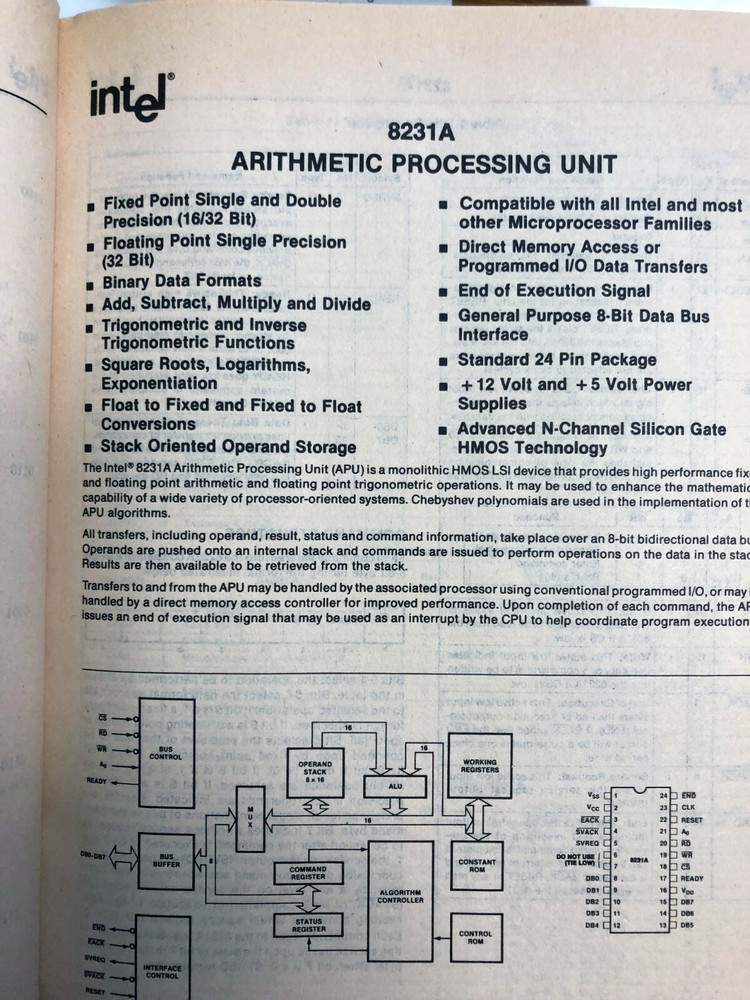 intel®
8231A
ARITHMETIC PROCESSING UNIT
■ Fixed Point Single and Double
Precision (16/32 Bit)
■ Floating Point Single Precision
(32 Bit)
■ Binary Data Formats
■ Add, Subtract, Multiply and Divide
■ Trigonometric and Inverse
Trigonometric Functions
■ Square Roots, Logarithms,
Exponentiation
■ Float to Fixed and Fixed to Float
Conversions
■ Stack Oriented Operand Storage
■ Compatible with all Intel and most
other Microprocessor Families
■ Direct Memory Access or
Programmed I/O Data Transfers
■ End of Execution Signal
■ General Purpose 8-Bit Data Bus
Interface
■ Standard 24 Pin Package
■ +12 Volt and +5 Volt Power
Supplies
■ Advanced N-Channel Silicon Gate
HMOS Technology
The Intel® 8231A Arithmetic Processing Unit (APU) is a monolithic HMOS LSI device that provides high performance fixe
and floating point arithmetic and floating point trigonometric operations. It may be used to enhance the mathematic
capability of a wide variety of processor-oriented systems. Chebyshev polynomials are used in the implementation of t
APU algorithms.
All transfers, including operand, result, status and command information, take place over an 8-bit bidirectional data bu
Operands are pushed onto an internal stack and commands are issued to perform operations on the data in the stac
Results are then available to be retrieved from the stack.
Transfers to and from the APU may be handled by the associated processor using conventional programmed I/O, or may
handled by a direct memory access controller for improved performance. Upon completion of each command, the AP
issues an end of execution signal that may be used as an interrupt by the CPU to help coordinate program execution
CS
RD
WR
A0
READY
BUS
CONTROL
DB0-DB7
BUS
BUFFER
8
END
EACK
SVREQ
SVACK
RESET
INTERFACE
CONTROL
MUX
OPERAND
STACK
8 x 16
16
ALU
16
16
WORKING
REGISTERS
CONSTANT
ROM
COMMAND
REGISTER
STATUS
REGISTER
ALGORITHM
CONTROLLER
CONTROL
ROM
VSS 1 24 END
VCC 2 23 CLK
EACK 3 22 RESET
SVACK 4 21 A0
SVREQ 5 20 RD
DO NOT USE
(TIE LOW)
6 19 WR
8231A
7 18 CS
DB0 8 17 READY
DB1 9 16 VDD
DB2 10 15 DB7
DB3 11 14 DB6
DB4 12 13 DB5